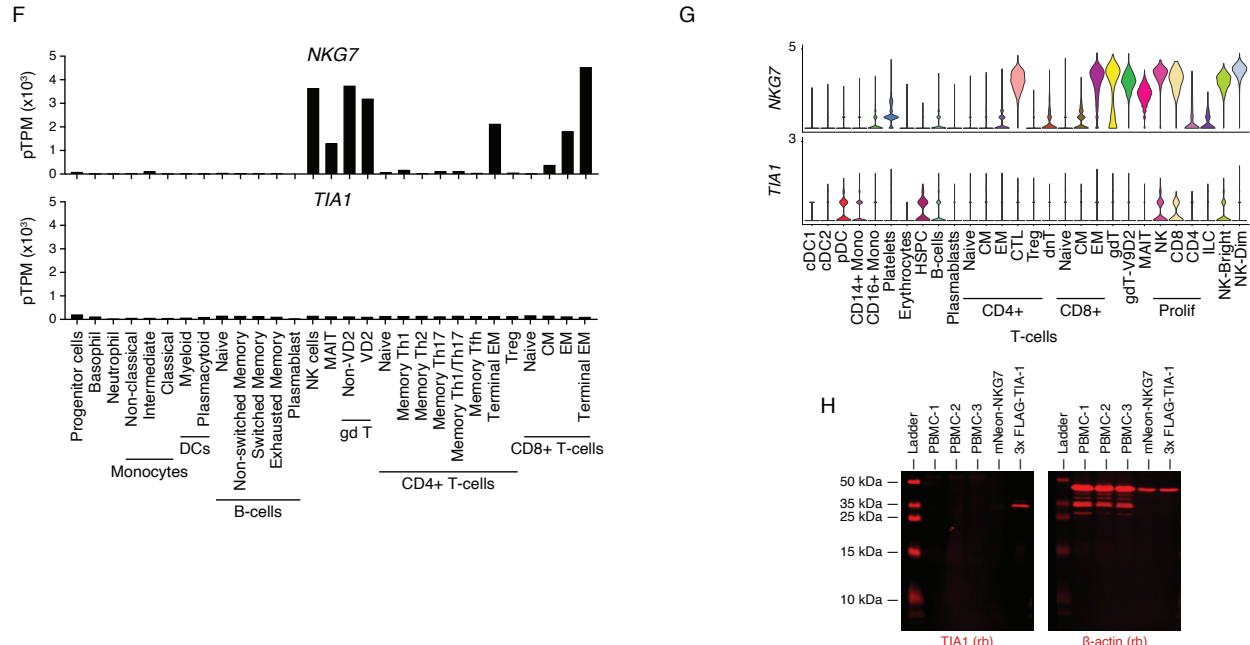 F
NKG7
pTPM (x10³)
5
4
3
2
1
0
TIA1
pTPM (x10³)
5
4
3
2
1
0
Progenitor cells
Basophil
Neutrophil
Non-classical
Intermediate
Classical
Myeloid
Plasmacytoid
Naive
Non-switched Memory
Switched Memory
Exhausted Memory
Plasmablast
NK cells
MAIT
Non-VD2
VD2
Naive
Memory Th1
Memory Th2
Memory Th17
Memory Th1/Th17
Memory Tfh
Terminal EM
Treg
Naive
CM
EM
Terminal EM
Monocytes
DCs
B-cells
gd T
CD4+ T-cells
CD8+ T-cells
G
5
NKG7
3
TIA1
cDC1
cDC2
pDC
CD14+ Mono
CD16+ Mono
Platelets
Erythrocytes
HSPC
B-cells
Plasmablasts
Naive
CM
EM
CTL
Treg
dnT
Naive
CM
EM
gdT
gdT-V9D2
MAIT
NK
CD8
CD4
ILC
NK-Bright
NK-Dim
CD4+
CD8+
Prolif
T-cells
H
Ladder
PBMC-1
PBMC-2
PBMC-3
mNeon-NKG7
3x FLAG-TIA-1
Ladder
PBMC-1
PBMC-2
PBMC-3
mNeon-NKG7
3x FLAG-TIA-1
50 kDa
35 kDa
25 kDa
15 kDa
10 kDa
TIA1 (rb)
β-actin (rb)